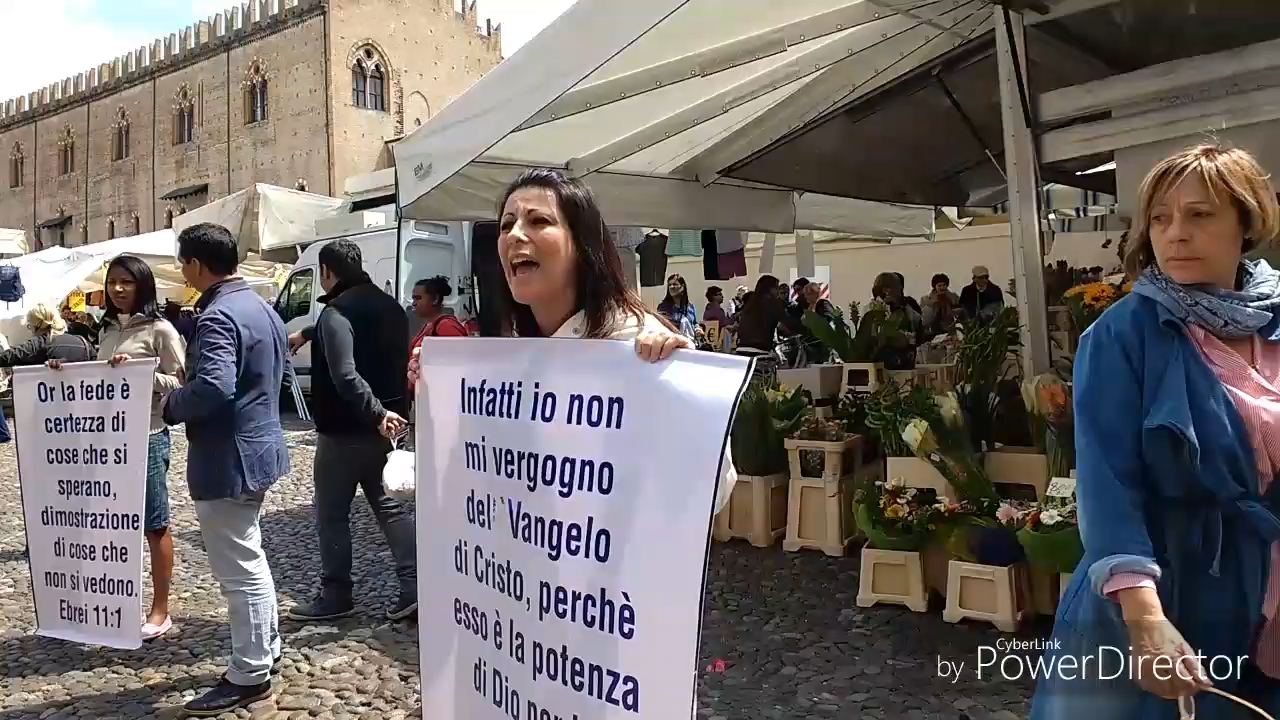 Or la fede è
certezza di
cose che si
sperano,
dimostrazione
di cose che
non si vedono.
Ebrei 11:1
Infatti io non
mi vergogno
del Vangelo
di Cristo, perchè
esso è la potenza
di Dio per
CyberLink
by PowerDirector